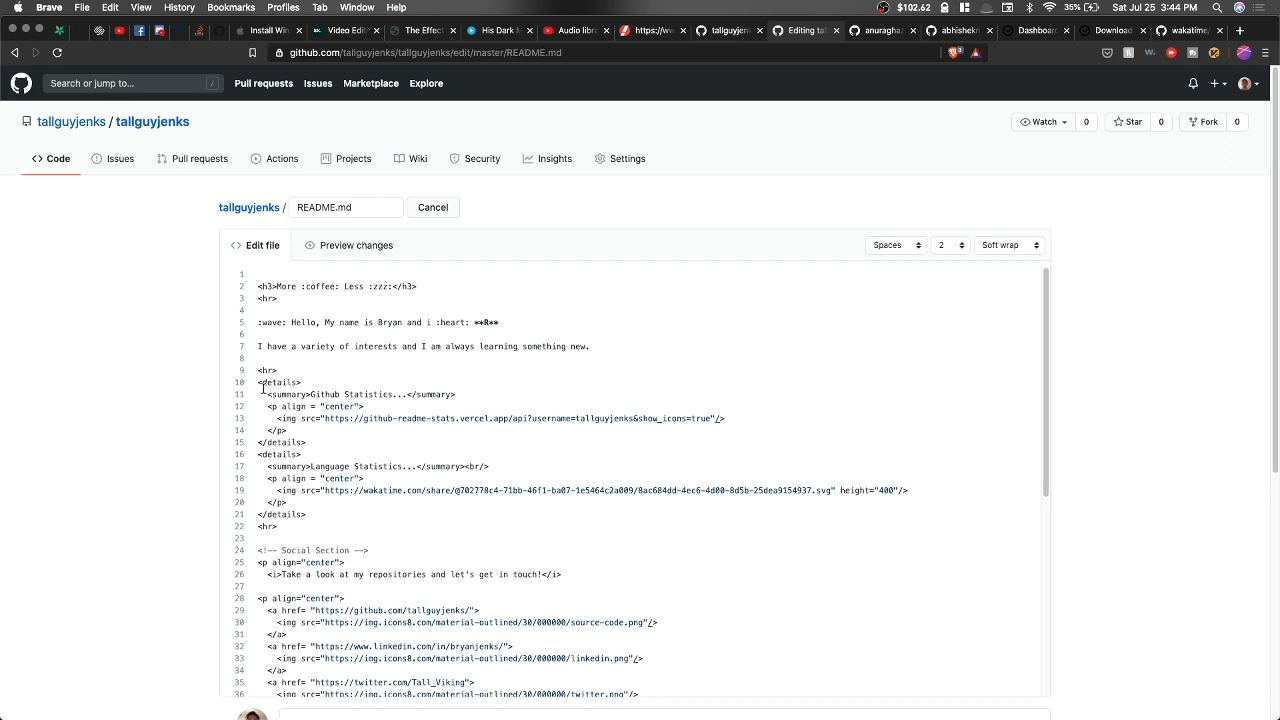 Brave File Edit View History Bookmarks Profiles Tab Window Help $102.62 36% Sat Jul 25 3:44 PM
Install Win Video Edit The Effect His Dark M Audio libra https://ww tallguyjenk Editing tal anuraghaz abhishekn Dashboar Download wakatime/
github.com/tallguyjenks/tallguyjenks/edit/master/README.md
Search or jump to... / Pull requests Issues Marketplace Explore
tallguyjenks / tallguyjenks Watch 0 Star 0 Fork 0
Code Issues Pull requests Actions Projects Wiki Security Insights Settings
tallguyjenks / README.md Cancel
Edit file Preview changes Spaces 2 Soft wrap
1
2 <h3>More :coffee: Less :zzz:</h3>
3 <hr>
4
5 :wave: Hello, My name is Bryan and i :heart: **R**
6
7 I have a variety of interests and I am always learning something new.
8
9 <hr>
10 <details>
11 <summary>Github Statistics...</summary>
12 <p align = "center">
13 <img src="https://github-readme-stats.vercel.app/api?username=tallguyjenks&show_icons=true"/>
14 </p>
15 </details>
16 <details>
17 <summary>Language Statistics...</summary><br/>
18 <p align = "center">
19 <img src="https://wakatime.com/share/@702778c4-71bb-46f1-ba07-1e5464c2a009/8ac684dd-4ec6-4d00-8d5b-25dea9154937.svg" height="400"/>
20 </p>
21 </details>
22 <hr>
23
24 <!-- Social Section -->
25 <p align="center">
26 <i>Take a look at my repositories and let's get in touch!</i>
27
28 <p align="center">
29 <a href= "https://github.com/tallguyjenks/">
30 <img src="https://img.icons8.com/material-outlined/30/000000/source-code.png"/>
31 </a>
32 <a href= "https://www.linkedin.com/in/bryanjenks/">
33 <img src="https://img.icons8.com/material-outlined/30/000000/linkedin.png"/>
34 </a>
35 <a href= "https://twitter.com/Tall_Viking">
36 <img src="https://img.icons8.com/material-outlined/30/000000/twitter.png"/>